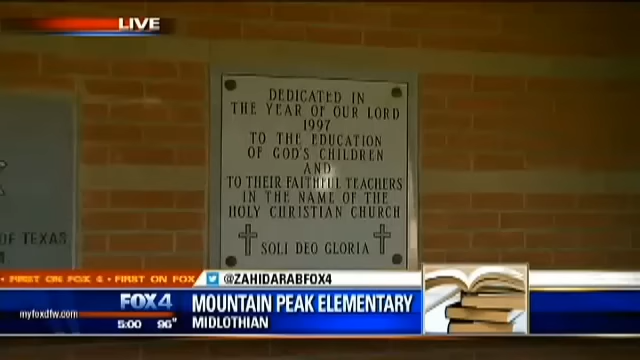 LIVE
DEDICATED IN
THE YEAR OF OUR LORD
1997
TO THE EDUCATION
OF GOD'S CHILDREN
AND
TO THEIR FAITHFUL TEACHERS
IN THE NAME OF THE
HOLY CHRISTIAN CHURCH
SOLI DEO GLORIA
OF TEXAS
• FIRST ON FOX 4 • FIRST ON FOX
@ZAHIDARABFOX4
FOX 4
MOUNTAIN PEAK ELEMENTARY
myfoxdfw.com
5:00 96°
MIDLOTHIAN